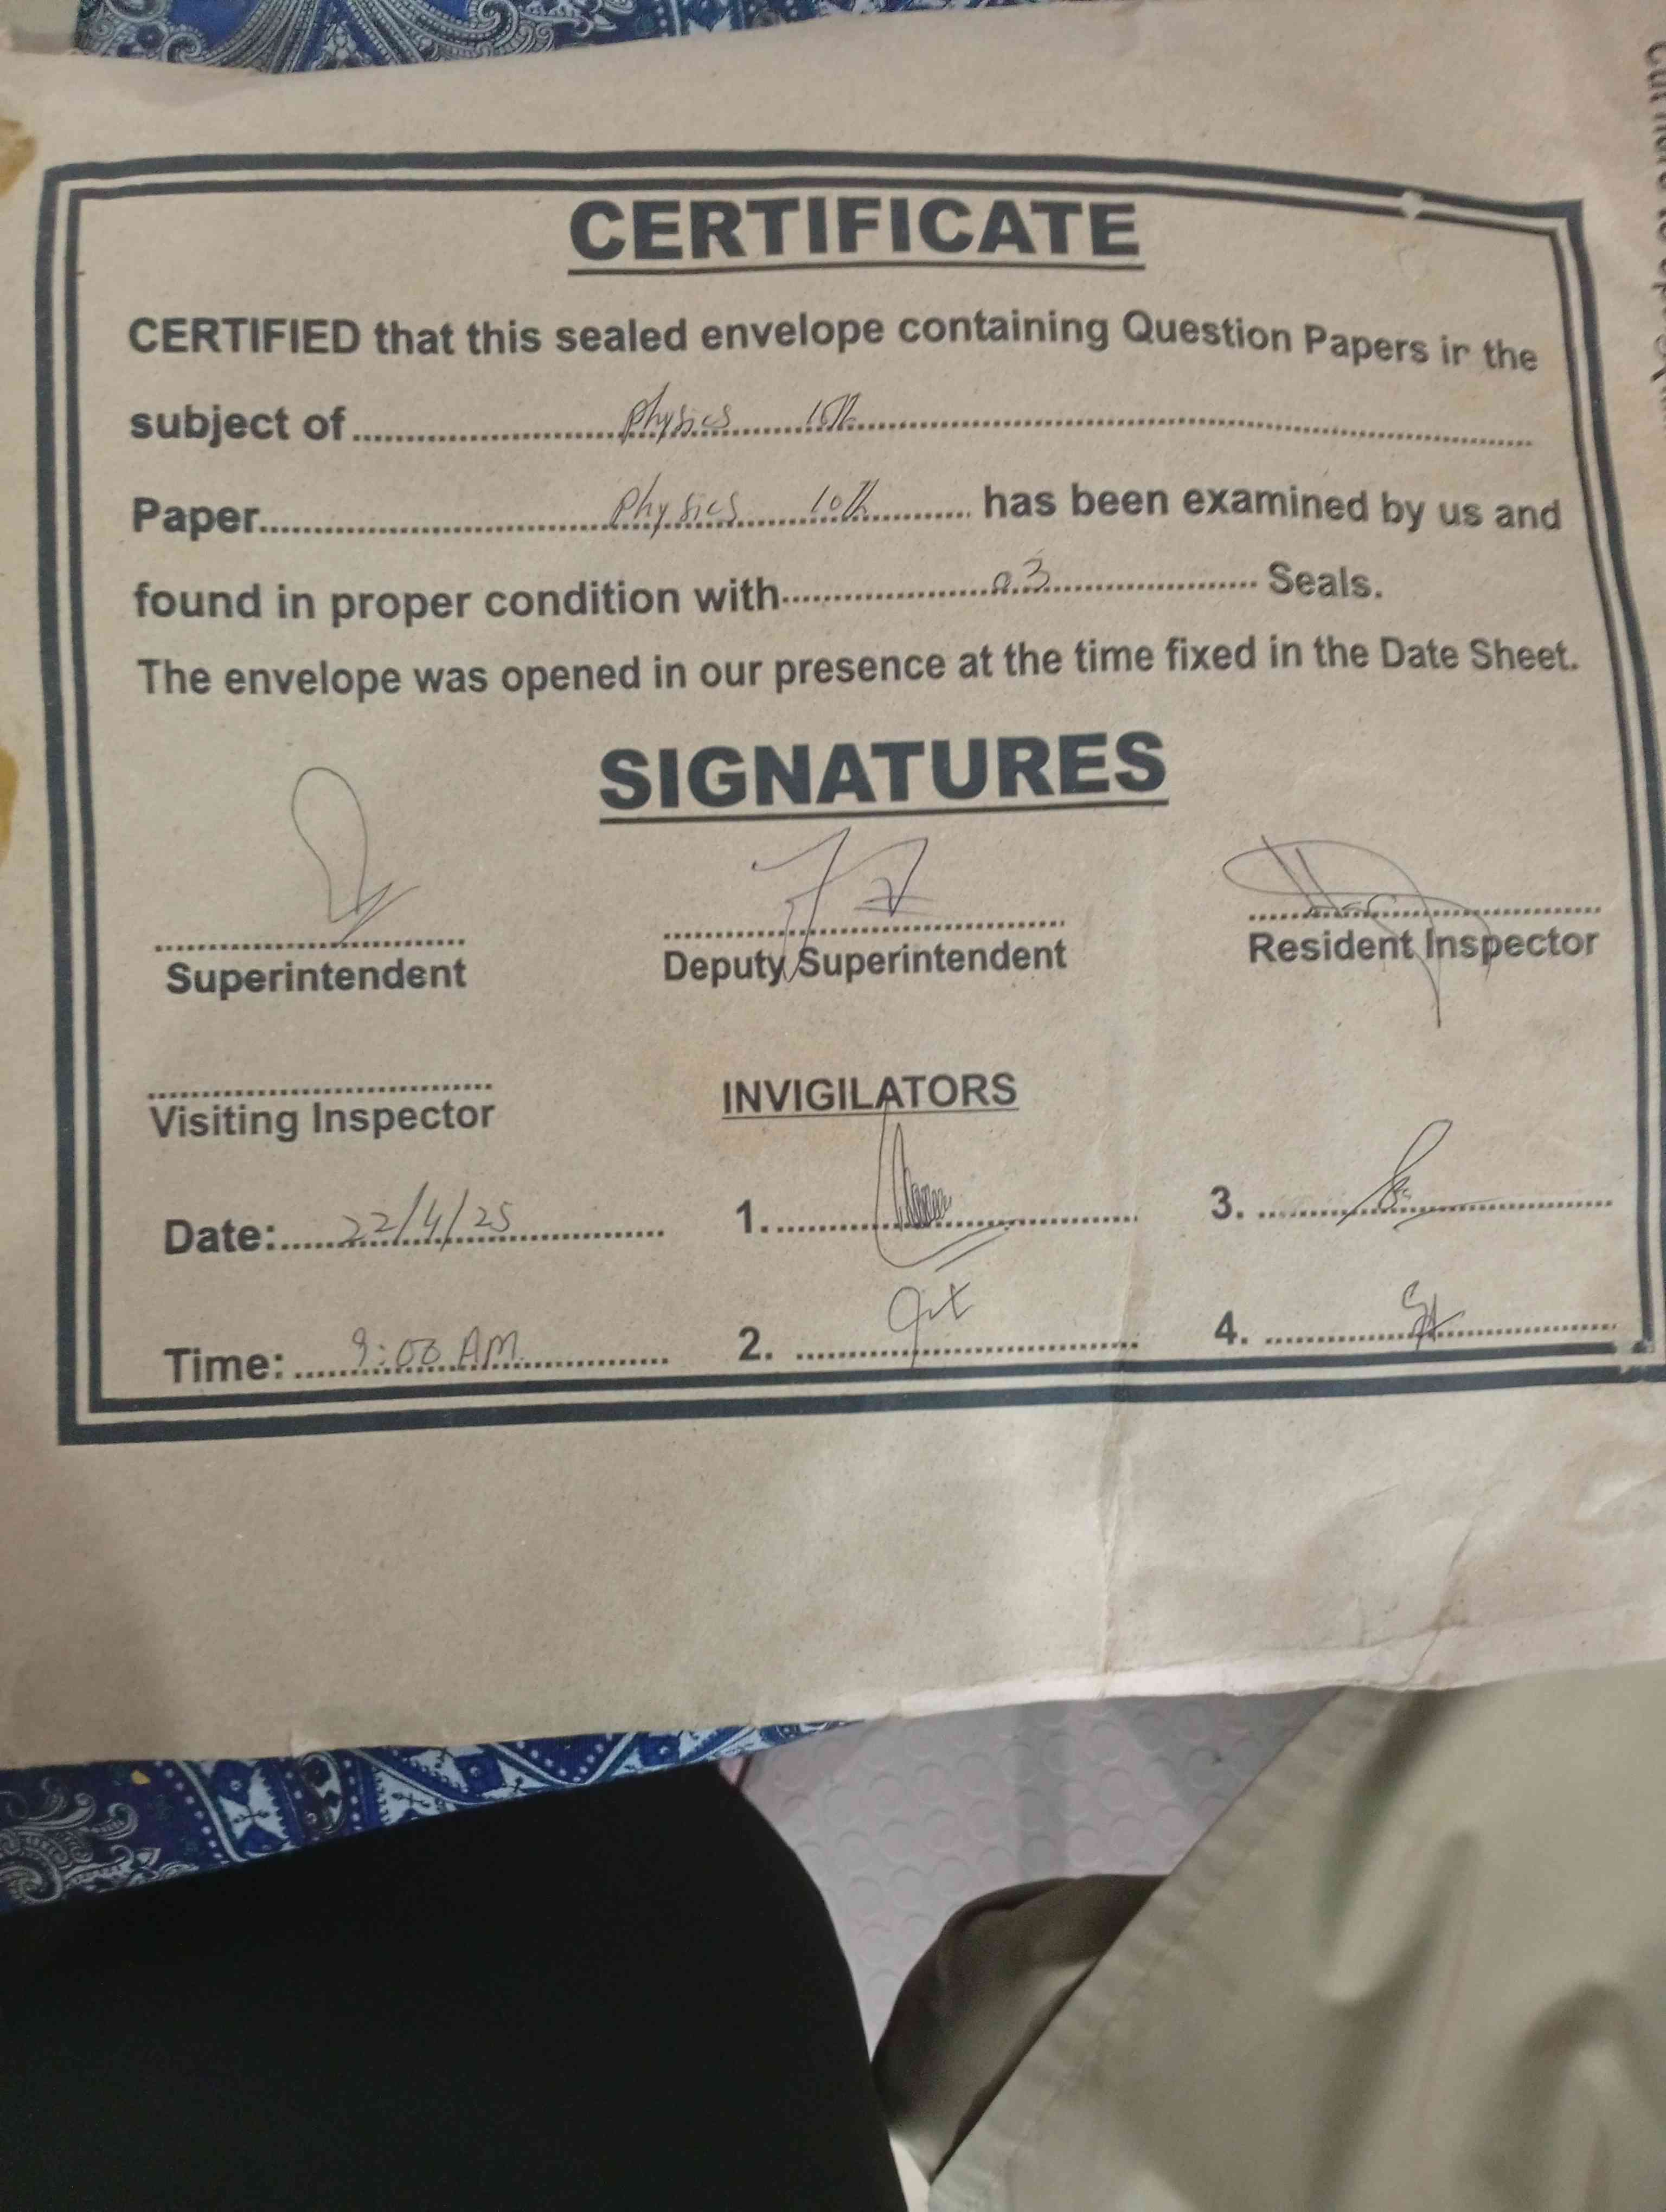 CERTIFICATE
CERTIFIED that this sealed envelope containing Question Papers in the
subject of Physics 10th
Paper Physics 10th has been examined by us and
found in proper condition with 03 Seals.
The envelope was opened in our presence at the time fixed in the Date Sheet.
SIGNATURES
Superintendent Deputy Superintendent Resident Inspector
Visiting Inspector INVIGILATORS
Date: 22/4/25 1. 3.
Time: 9:00 AM 2. 4.